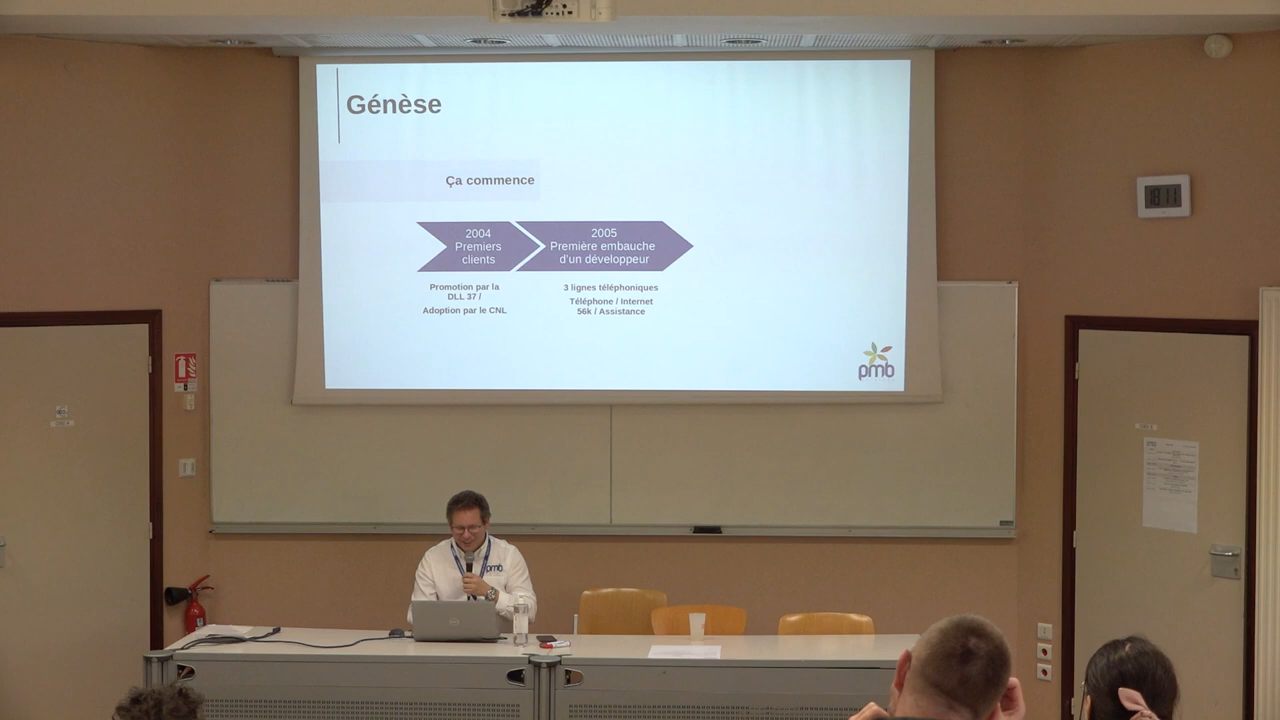 Génèse
Ça commence
2004
Premiers
clients
2005
Première embauche
d'un développeur
Promotion par la
DLL 37 /
Adoption par le CNL
3 lignes téléphoniques
Téléphone / Internet
56k / Assistance
pmb
18:11
pmb